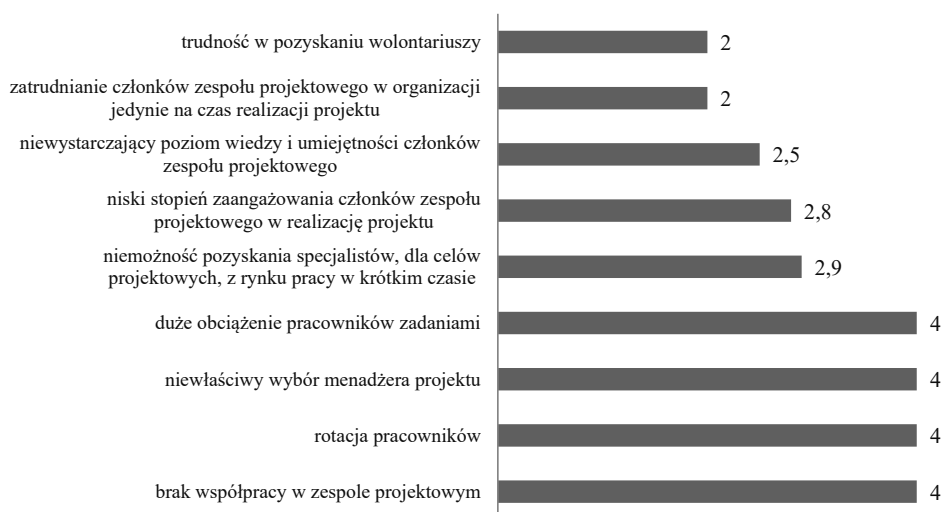 trudność w pozyskaniu wolontariuszy
2
zatrudnianie członków zespołu projektowego w organizacji
jedynie na czas realizacji projektu
2
niewystarczający poziom wiedzy i umiejętności członków
zespołu projektowego
2,5
niski stopień zaangażowania członków zespołu
projektowego w realizację projektu
2,8
niemożność pozyskania specjalistów, dla celów
projektowych, z rynku pracy w krótkim czasie
2,9
duże obciążenie pracowników zadaniami
4
niewłaściwy wybór menadżera projektu
4
rotacja pracowników
4
brak współpracy w zespole projektowym
4